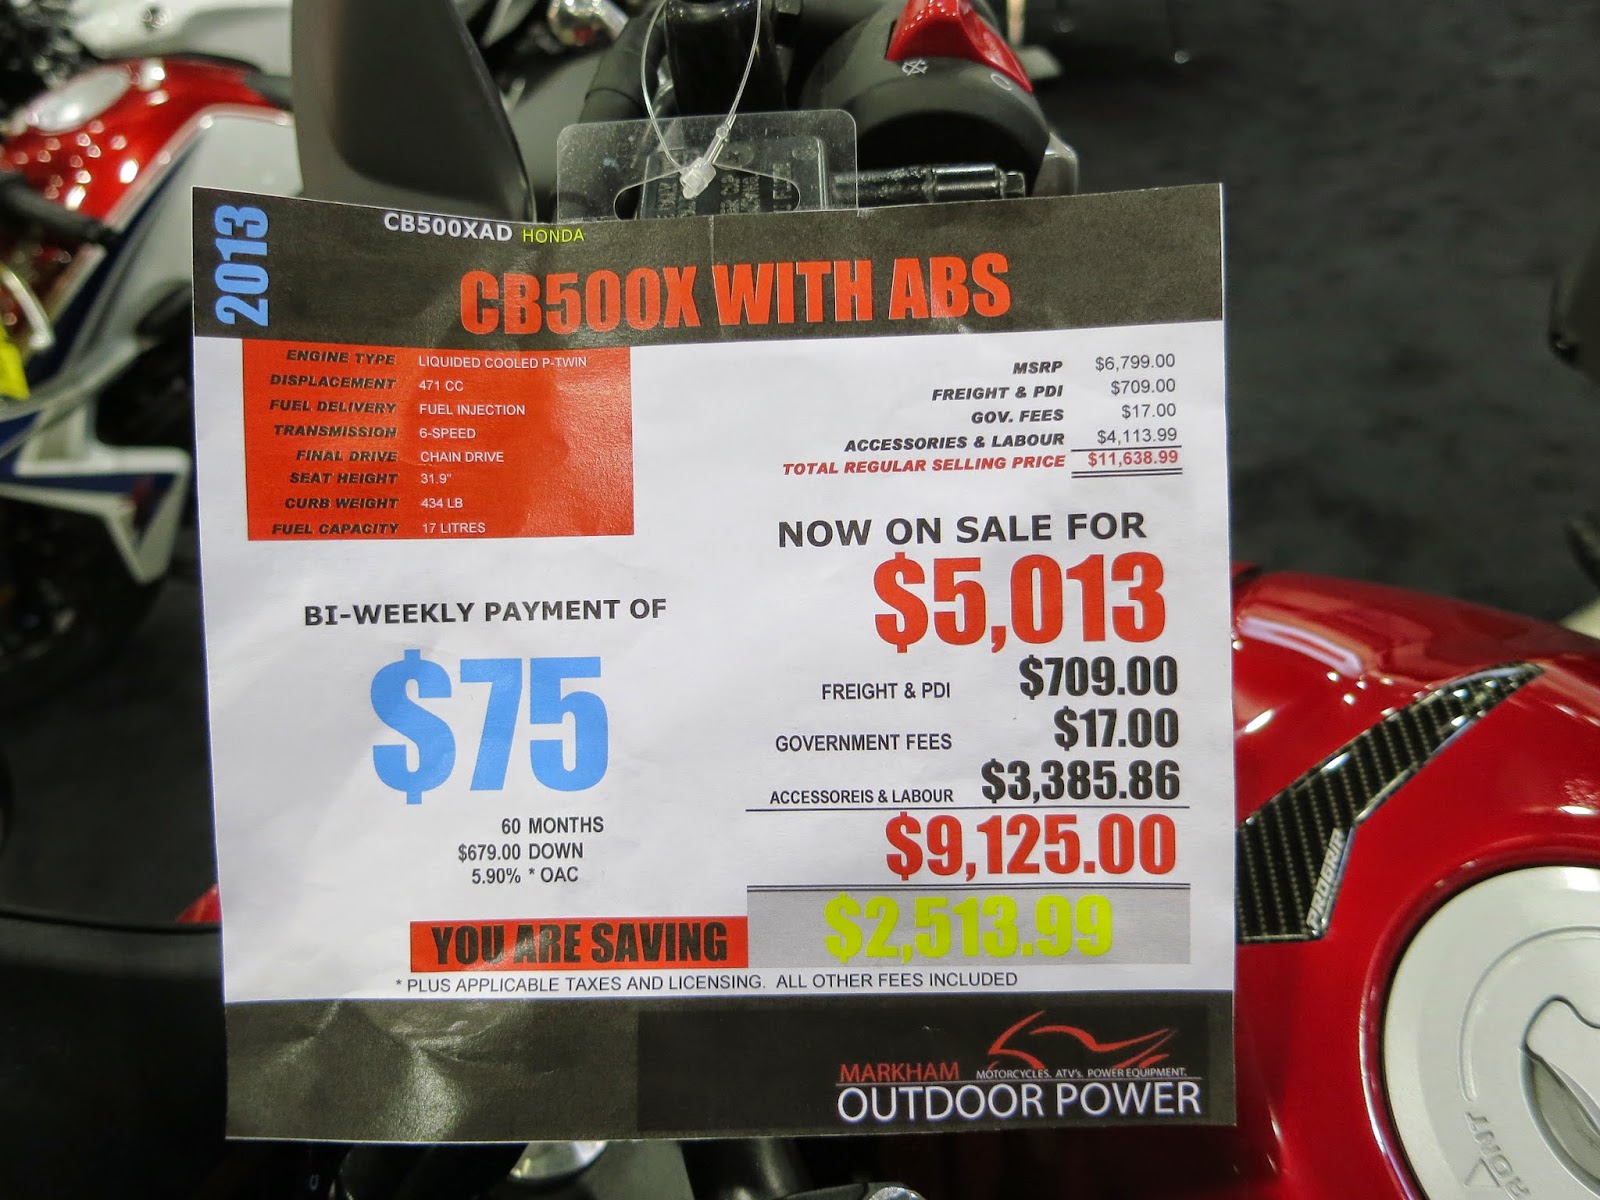 2013
CB500XAD HONDA
CB500X WITH ABS
ENGINE TYPE LIQUIDED COOLED P-TWIN
DISPLACEMENT 471 CC
FUEL DELIVERY FUEL INJECTION
TRANSMISSION 6-SPEED
FINAL DRIVE CHAIN DRIVE
SEAT HEIGHT 31.9"
CURB WEIGHT 434 LB
FUEL CAPACITY 17 LITRES
MSRP $6,799.00
FREIGHT & PDI $709.00
GOV. FEES $17.00
ACCESSORIES & LABOUR $4,113.99
TOTAL REGULAR SELLING PRICE $11,638.99
BI-WEEKLY PAYMENT OF
$75
60 MONTHS
$679.00 DOWN
5.90% * OAC
NOW ON SALE FOR
$5,013
FREIGHT & PDI $709.00
GOVERNMENT FEES $17.00
ACCESSOREIS & LABOUR $3,385.86
$9,125.00
YOU ARE SAVING $2,513.99
* PLUS APPLICABLE TAXES AND LICENSING. ALL OTHER FEES INCLUDED
MARKHAM MOTORCYCLES. ATV's. POWER EQUIPMENT.
OUTDOOR POWER
PROGRIP